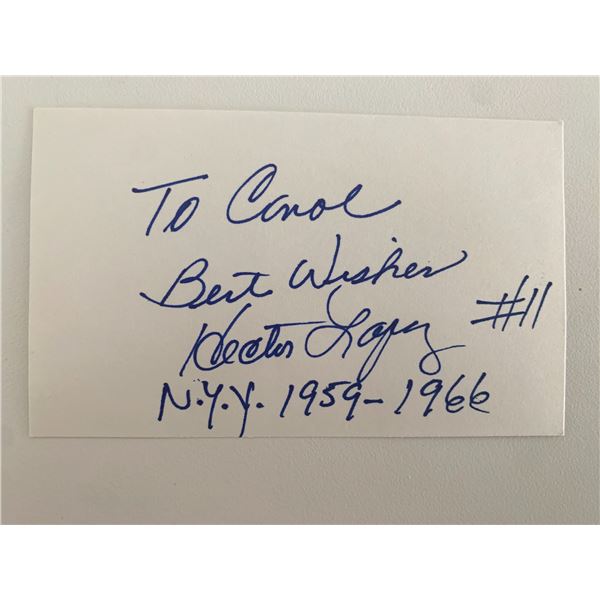 To Carol
Best Wishes
Hector Lopez #11
N.Y.Y. 1959-1966